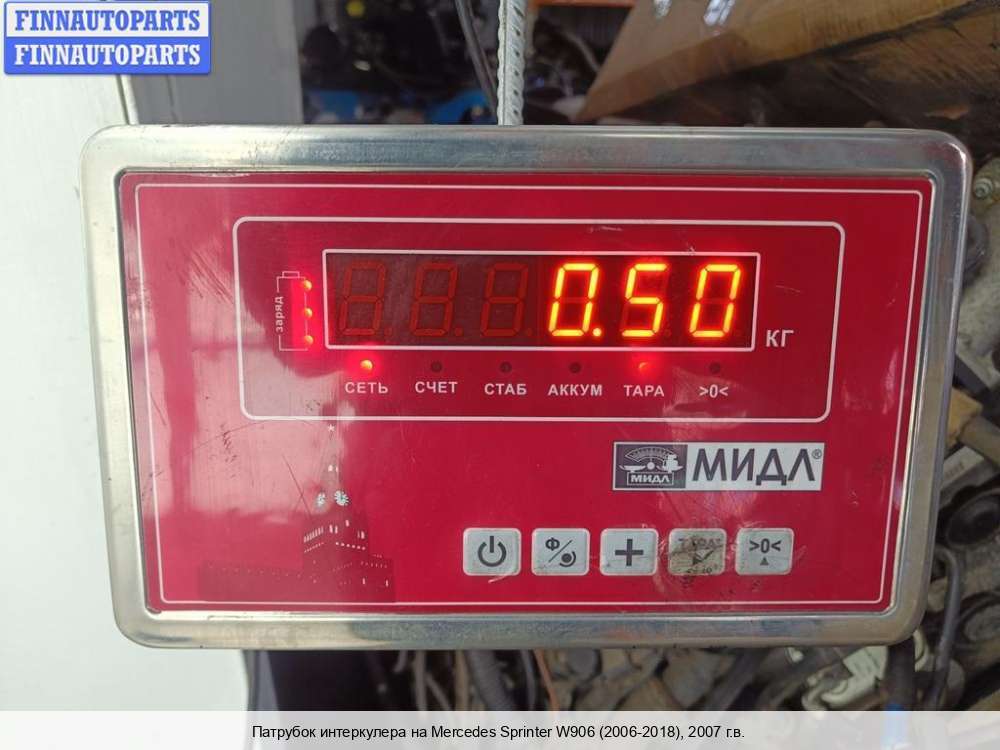 FINNAUTOPARTS
FINNAUTOPARTS
заряд
0.50
КГ
СЕТЬ СЧЕТ СТАБ АККУМ ТАРА >0<
МИДЛ МИДЛ®
Ф >0<
Патрубок интеркулера на Mercedes Sprinter W906 (2006-2018), 2007 г.в.